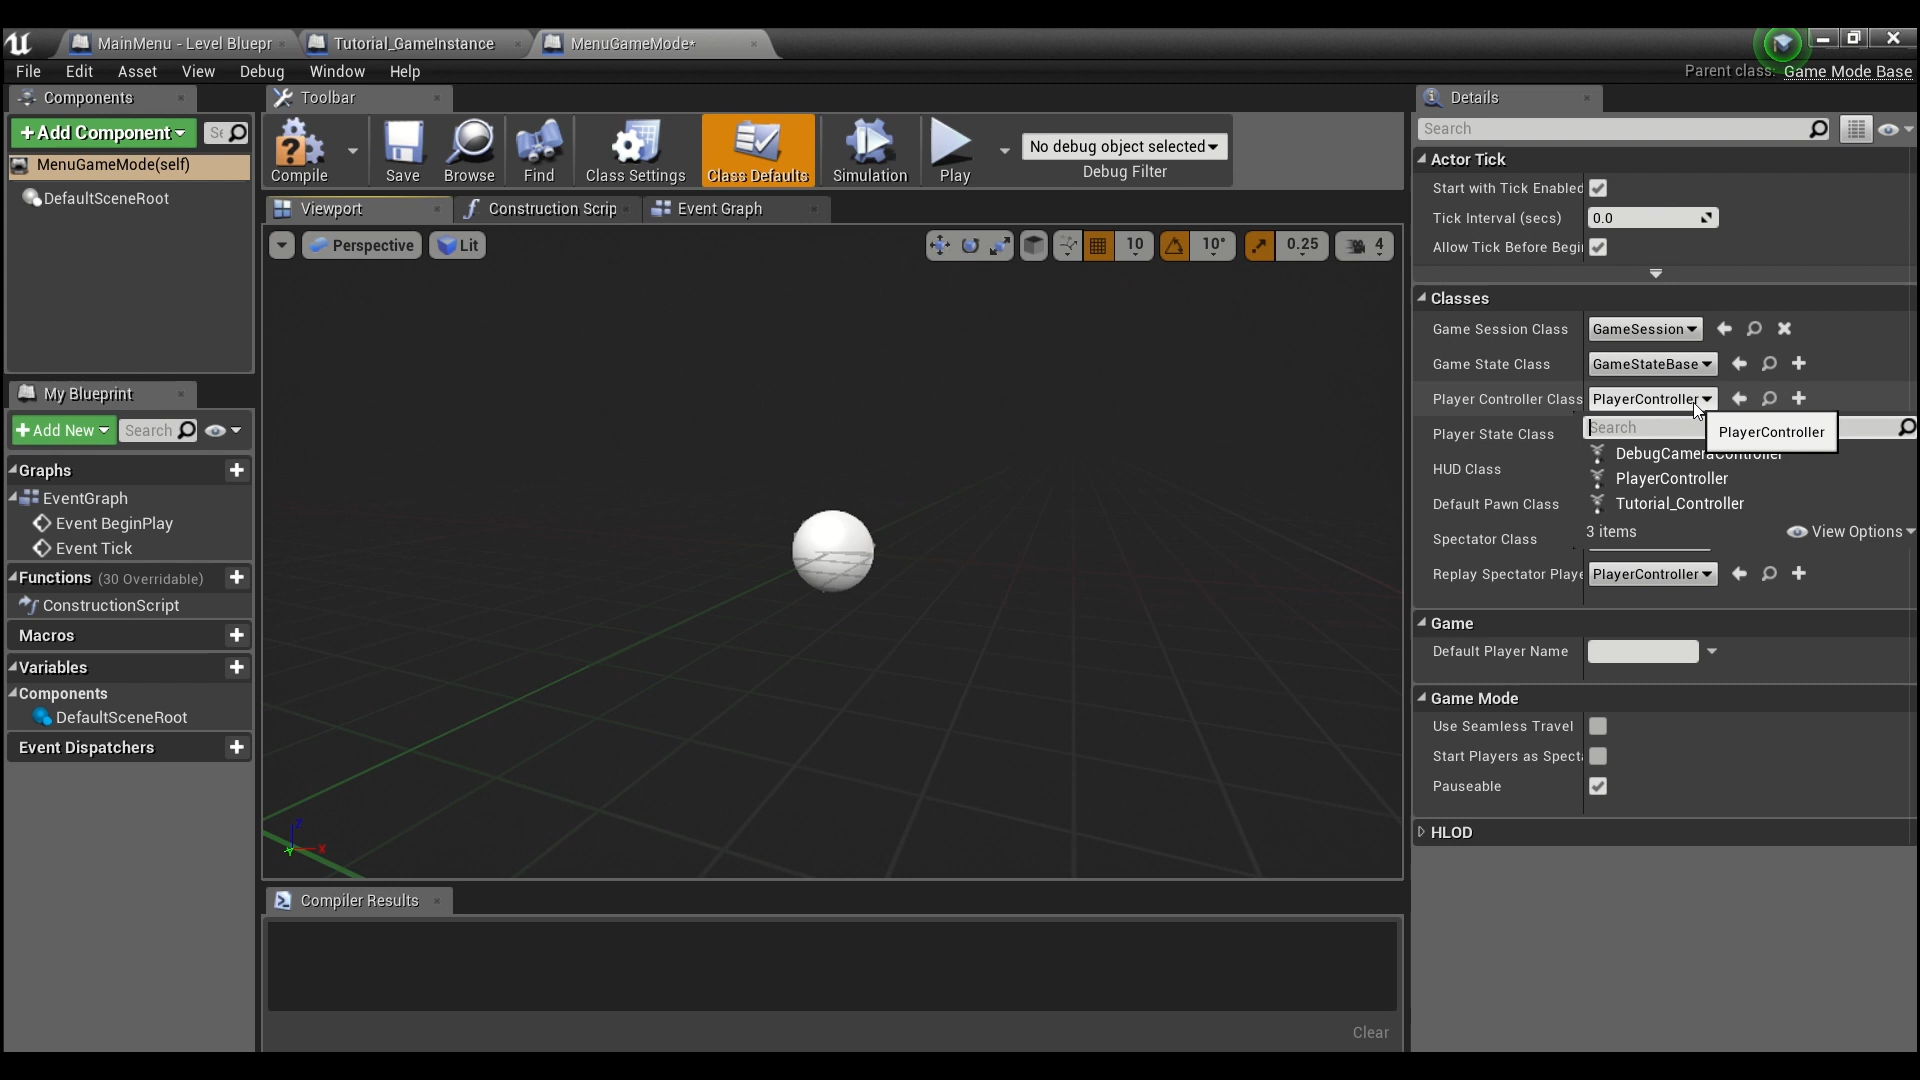 MainMenu - Level Bluepr
Tutorial_GameInstance
MenuGameMode*
File Edit Asset View Debug Window Help
Parent class: Game Mode Base
Components
Add Component
Se
MenuGameMode(self)
DefaultSceneRoot
My Blueprint
Add New
Search
Graphs
EventGraph
Event BeginPlay
Event Tick
Functions (30 Overridable)
ConstructionScript
Macros
Variables
Components
DefaultSceneRoot
Event Dispatchers
Toolbar
Compile
Save
Browse
Find
Class Settings
Class Defaults
Simulation
Play
No debug object selected
Debug Filter
Viewport
Construction Scrip
Event Graph
Perspective
Lit
10
10°
0.25
4
Z
X
Y
Compiler Results
Clear
Details
Search
Actor Tick
Start with Tick Enabled
Tick Interval (secs) 0.0
Allow Tick Before Begi
Classes
Game Session Class GameSession
Game State Class GameStateBase
Player Controller Class PlayerController
Search
PlayerController
Player State Class
DebugCameraController
HUD Class
PlayerController
Default Pawn Class
Tutorial_Controller
Spectator Class
3 items
View Options
Replay Spectator Playe PlayerController
Game
Default Player Name
Game Mode
Use Seamless Travel
Start Players as Specta
Pauseable
HLOD